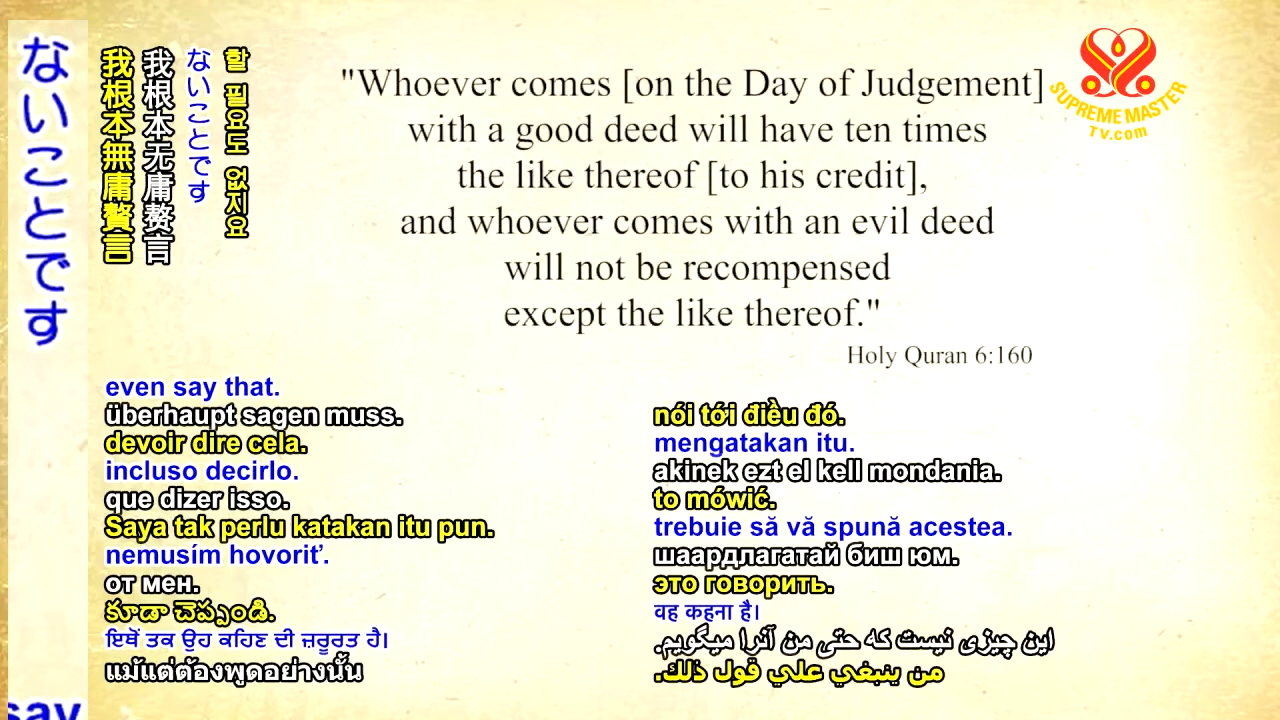 ないことです
我根本無庸贅言
我根本无庸赘言
ないことです
할 필요도 없지요
"Whoever comes [on the Day of Judgement]
with a good deed will have ten times
the like thereof [to his credit],
and whoever comes with an evil deed
will not be recompensed
except the like thereof."
Holy Quran 6:160
SUPREME MASTER
TV.com
even say that.
überhaupt sagen muss.
devoir dire cela.
incluso decirlo.
que dizer isso.
Saya tak perlu katakan itu pun.
nemusím hovoriť.
от мен.
కూడా చెప్పండి.
ਇਥੋਂ ਤਕ ਉਹ ਕਹਿਣ ਦੀ ਜ਼ਰੂਰਤ ਹੈ।
แม้แต่ต้องพูดอย่างนั้น
nói tới điều đó.
mengatakan itu.
akinek ezt el kell mondania.
to mówić.
trebuie să vă spună acestea.
шаардлагатай биш юм.
это говорить.
वह कहना है।
این چیزی نیست که حتی من آنرا میگویم.
من ينبغي علي قول ذلك.
say